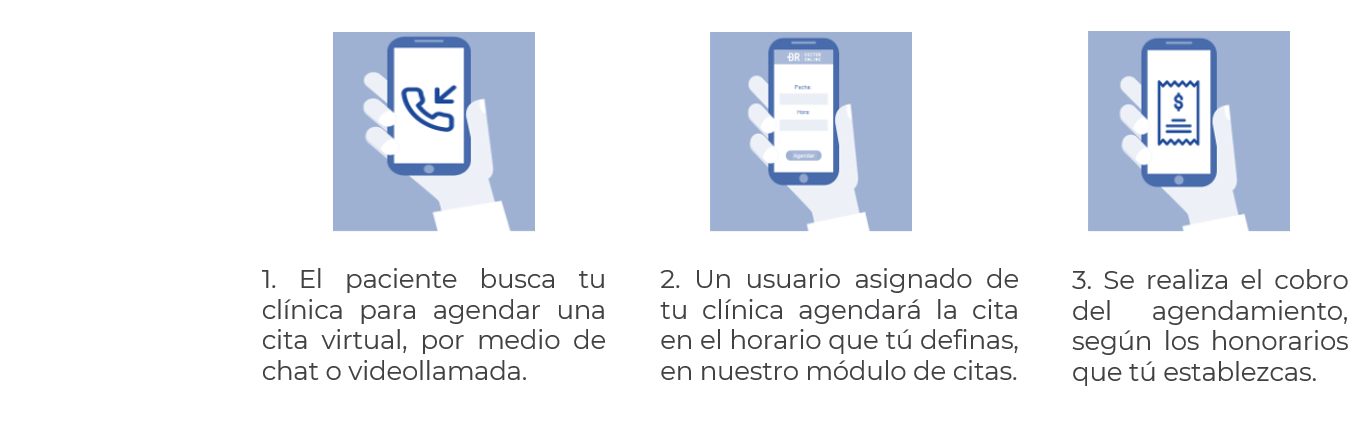 DR DOCTOR
ONLINE
Fecha
Hora
Agendar
$
1. El paciente busca tu
clínica para agendar una
cita virtual, por medio de
chat o videollamada.
2. Un usuario asignado de
tu clínica agendará la cita
en el horario que tú definas,
en nuestro módulo de citas.
3. Se realiza el cobro
del agendamiento,
según los honorarios
que tú establezcas.